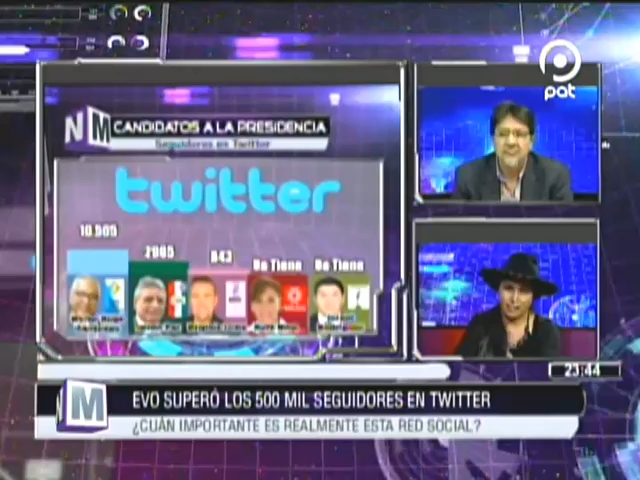 pat
NM CANDIDATOS A LA PRESIDENCIA
Seguidores en Twitter
twitter
10.905
2005
843
No Tiene
No Tiene
23:44
M EVO SUPERÓ LOS 500 MIL SEGUIDORES EN TWITTER
¿CUÁN IMPORTANTE ES REALMENTE ESTA RED SOCIAL?